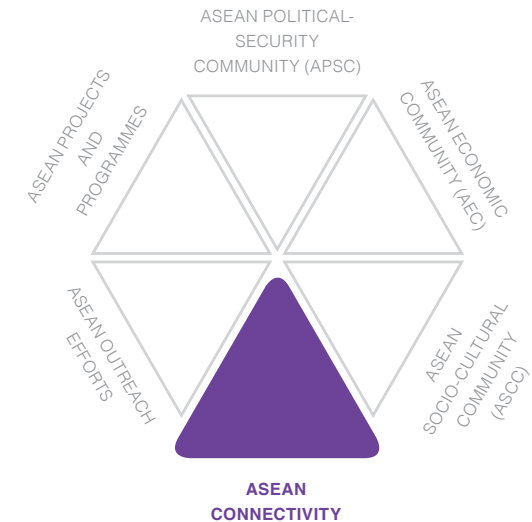 ASEAN POLITICAL-
SECURITY
COMMUNITY (APSC)
ASEAN PROJECTS
AND
PROGRAMMES
ASEAN ECONOMIC
COMMUNITY (AEC)
ASEAN OUTREACH
EFFORTS
ASEAN
SOCIO-CULTURAL
COMMUNITY
(ASCC)
ASEAN
CONNECTIVITY